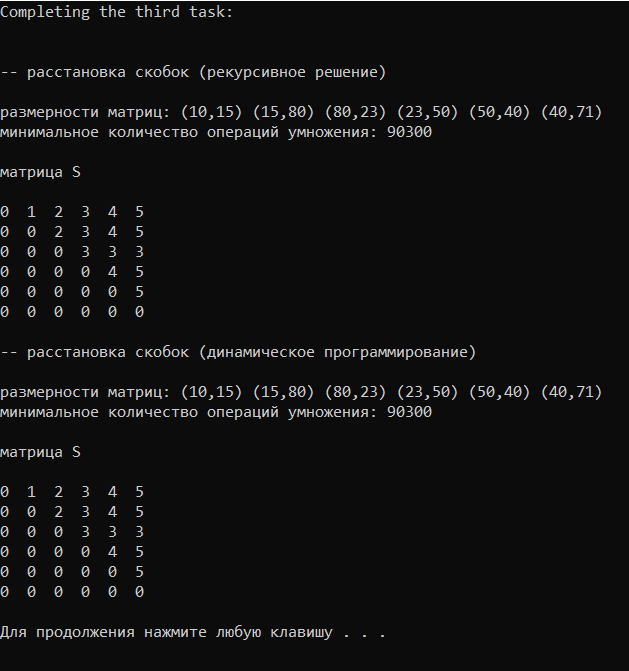 Completing the third task:
-- расстановка скобок (рекурсивное решение)
размерности матриц: (10,15) (15,80) (80,23) (23,50) (50,40) (40,71)
минимальное количество операций умножения: 90300
матрица S
0 1 2 3 4 5
0 0 2 3 4 5
0 0 0 3 3 3
0 0 0 0 4 5
0 0 0 0 0 5
0 0 0 0 0 0
-- расстановка скобок (динамическое программирование)
размерности матриц: (10,15) (15,80) (80,23) (23,50) (50,40) (40,71)
минимальное количество операций умножения: 90300
матрица S
0 1 2 3 4 5
0 0 2 3 4 5
0 0 0 3 3 3
0 0 0 0 4 5
0 0 0 0 0 5
0 0 0 0 0 0
Для продолжения нажмите любую клавишу . . .